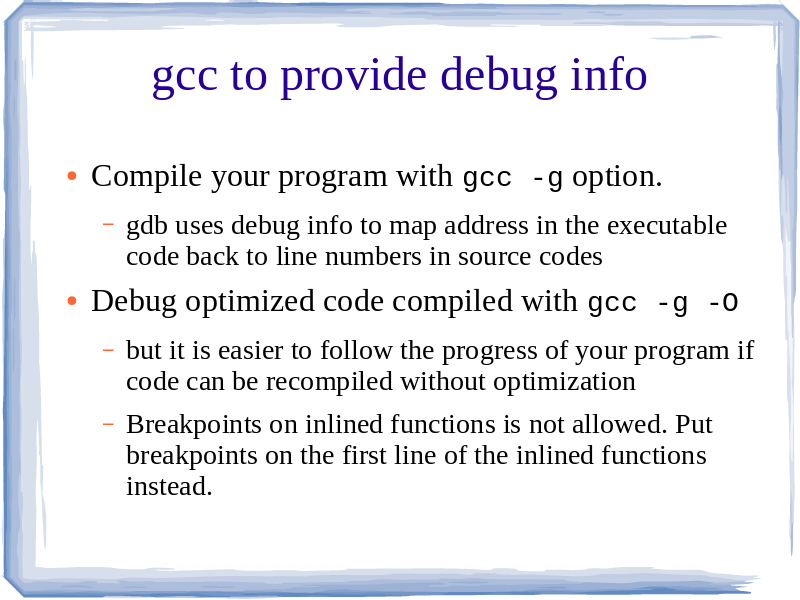 gcc to provide debug info
• Compile your program with gcc -g option.
– gdb uses debug info to map address in the executable
code back to line numbers in source codes
• Debug optimized code compiled with gcc -g -O
– but it is easier to follow the progress of your program if
code can be recompiled without optimization
– Breakpoints on inlined functions is not allowed. Put
breakpoints on the first line of the inlined functions
instead.